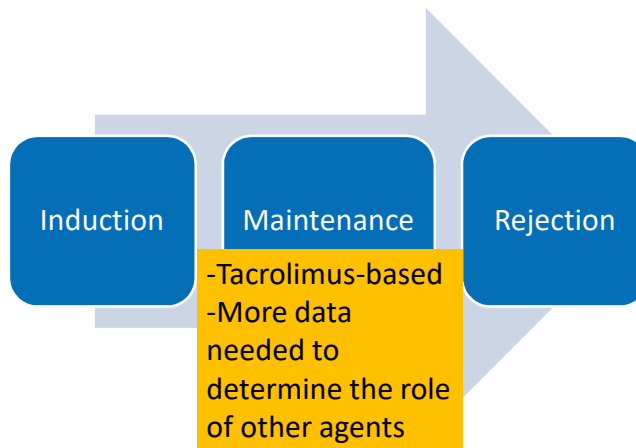 Induction
Maintenance
Rejection
-Tacrolimus-based
-More data
needed to
determine the role
of other agents